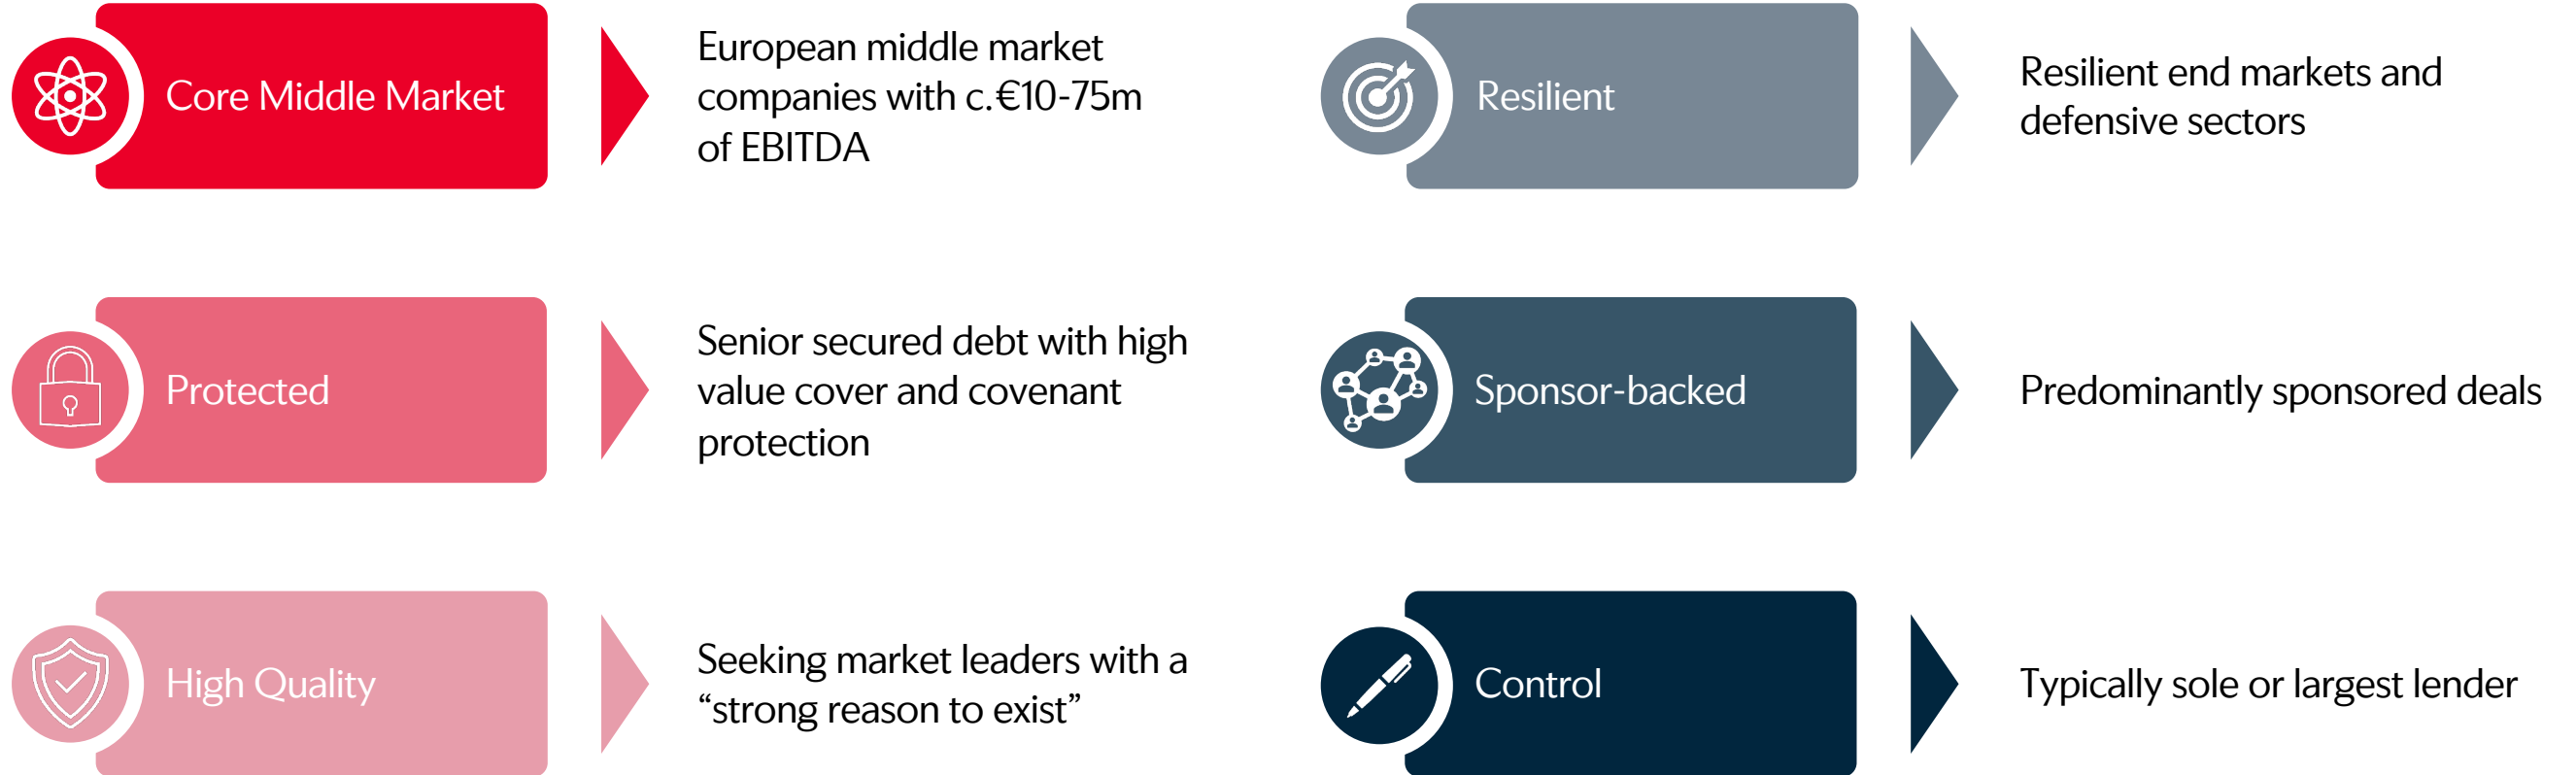 Core Middle Market
European middle market
companies with c.€10-75m
of EBITDA
Resilient
Resilient end markets and
defensive sectors
Protected
Senior secured debt with high
value cover and covenant
protection
Sponsor-backed
Predominantly sponsored deals
High Quality
Seeking market leaders with a
“strong reason to exist”
Control
Typically sole or largest lender